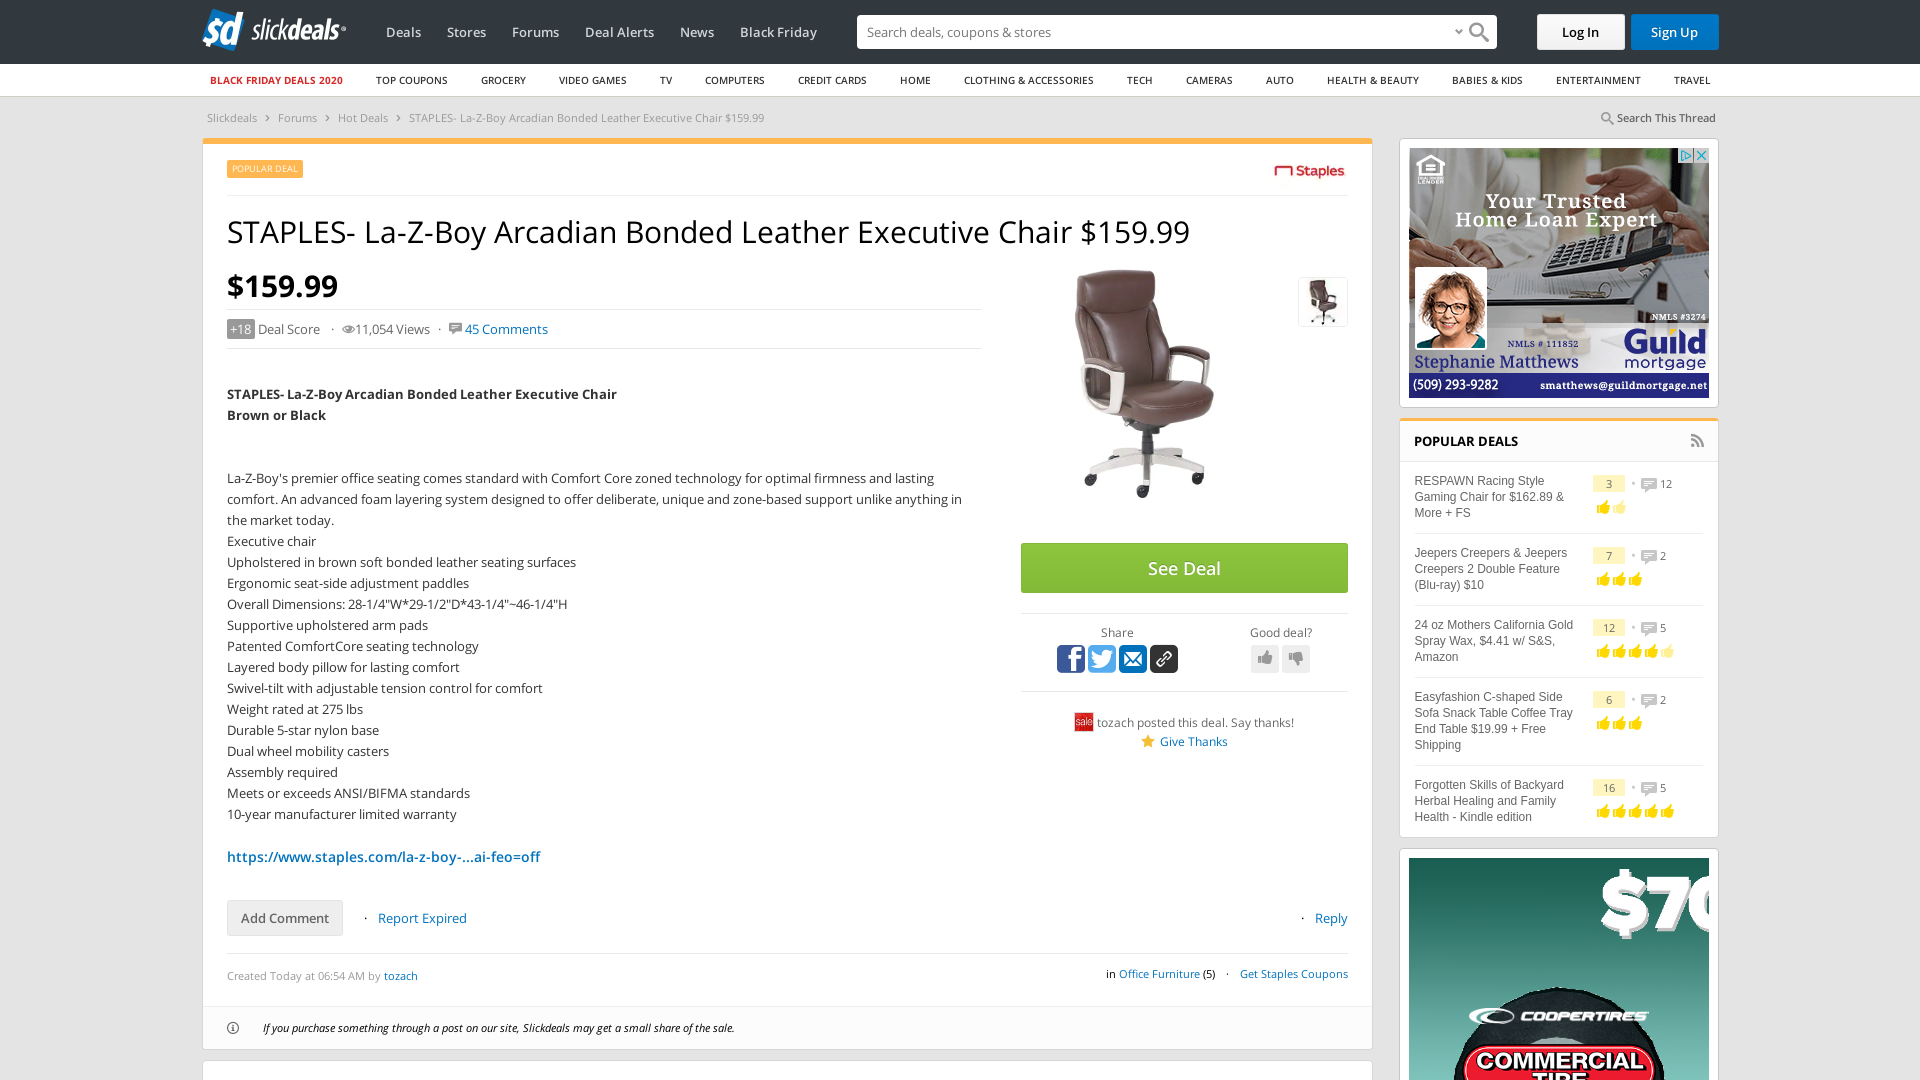 sd slickdeals
Deals Stores Forums Deal Alerts News Black Friday
Search deals, coupons & stores
Log In Sign Up
BLACK FRIDAY DEALS 2020 TOP COUPONS GROCERY VIDEO GAMES TV COMPUTERS CREDIT CARDS HOME CLOTHING & ACCESSORIES TECH CAMERAS AUTO HEALTH & BEAUTY BABIES & KIDS ENTERTAINMENT TRAVEL
Slickdeals › Forums › Hot Deals › STAPLES- La-Z-Boy Arcadian Bonded Leather Executive Chair $159.99
Search This Thread
POPULAR DEAL
Staples
STAPLES- La-Z-Boy Arcadian Bonded Leather Executive Chair $159.99
$159.99
+18 Deal Score · 11,054 Views · 45 Comments
STAPLES- La-Z-Boy Arcadian Bonded Leather Executive Chair
Brown or Black
La-Z-Boy's premier office seating comes standard with Comfort Core zoned technology for optimal firmness and lasting
comfort. An advanced foam layering system designed to offer deliberate, unique and zone-based support unlike anything in
the market today.
Executive chair
Upholstered in brown soft bonded leather seating surfaces
Ergonomic seat-side adjustment paddles
Overall Dimensions: 28-1/4"W*29-1/2"D*43-1/4"~46-1/4"H
Supportive upholstered arm pads
Patented ComfortCore seating technology
Layered body pillow for lasting comfort
Swivel-tilt with adjustable tension control for comfort
Weight rated at 275 lbs
Durable 5-star nylon base
Dual wheel mobility casters
Assembly required
Meets or exceeds ANSI/BIFMA standards
10-year manufacturer limited warranty
https://www.staples.com/la-z-boy-...ai-feo=off
Add Comment · Report Expired
· Reply
Created Today at 06:54 AM by tozach
in Office Furniture (5) · Get Staples Coupons
If you purchase something through a post on our site, Slickdeals may get a small share of the sale.
See Deal
Share
Good deal?
sale tozach posted this deal. Say thanks!
Give Thanks
Your Trusted
Home Loan Expert
NMLS #3274
NMLS # 111852
Guild
mortgage
Stephanie Matthews
(509) 293-9282 smatthews@guildmortgage.net
POPULAR DEALS
RESPAWN Racing Style
Gaming Chair for $162.89 &
More + FS
3 · 12
Jeepers Creepers & Jeepers
Creepers 2 Double Feature
(Blu-ray) $10
7 · 2
24 oz Mothers California Gold
Spray Wax, $4.41 w/ S&S,
Amazon
12 · 5
Easyfashion C-shaped Side
Sofa Snack Table Coffee Tray
End Table $19.99 + Free
Shipping
6 · 2
Forgotten Skills of Backyard
Herbal Healing and Family
Health - Kindle edition
16 · 5
$70
COOPERTIRES
COMMERCIAL
TIRE